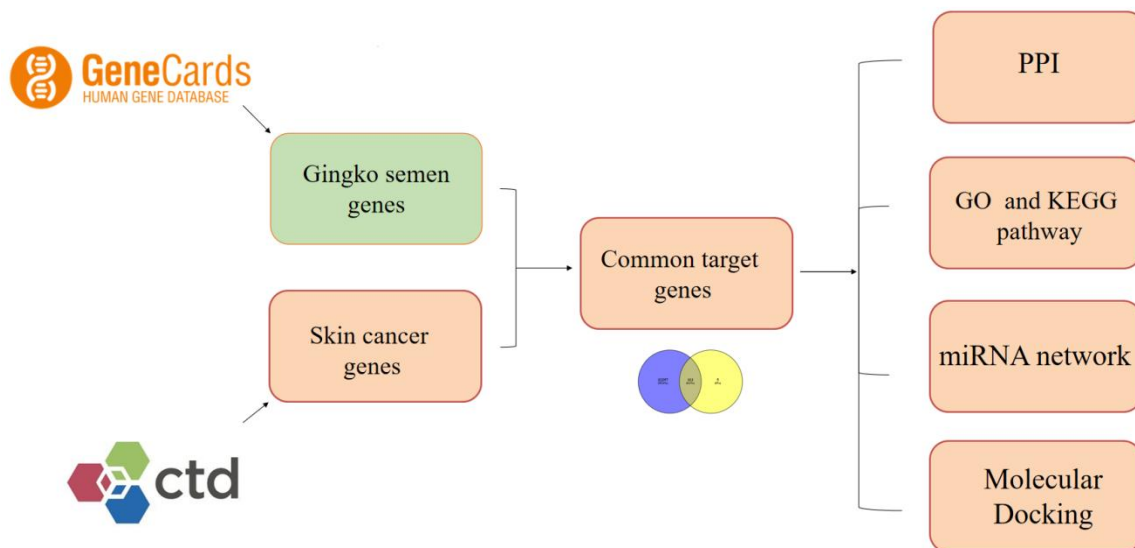 GeneCards
HUMAN GENE DATABASE
Gingko semen
genes
Skin cancer
genes
ctd
Common target
genes
PPI
GO and KEGG
pathway
miRNA network
Molecular
Docking